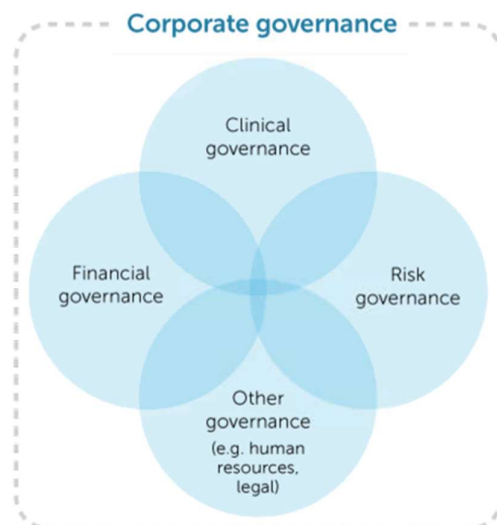 Corporate governance
Clinical
governance
Financial
governance
Risk
governance
Other
governance
(e.g. human
resources,
legal)